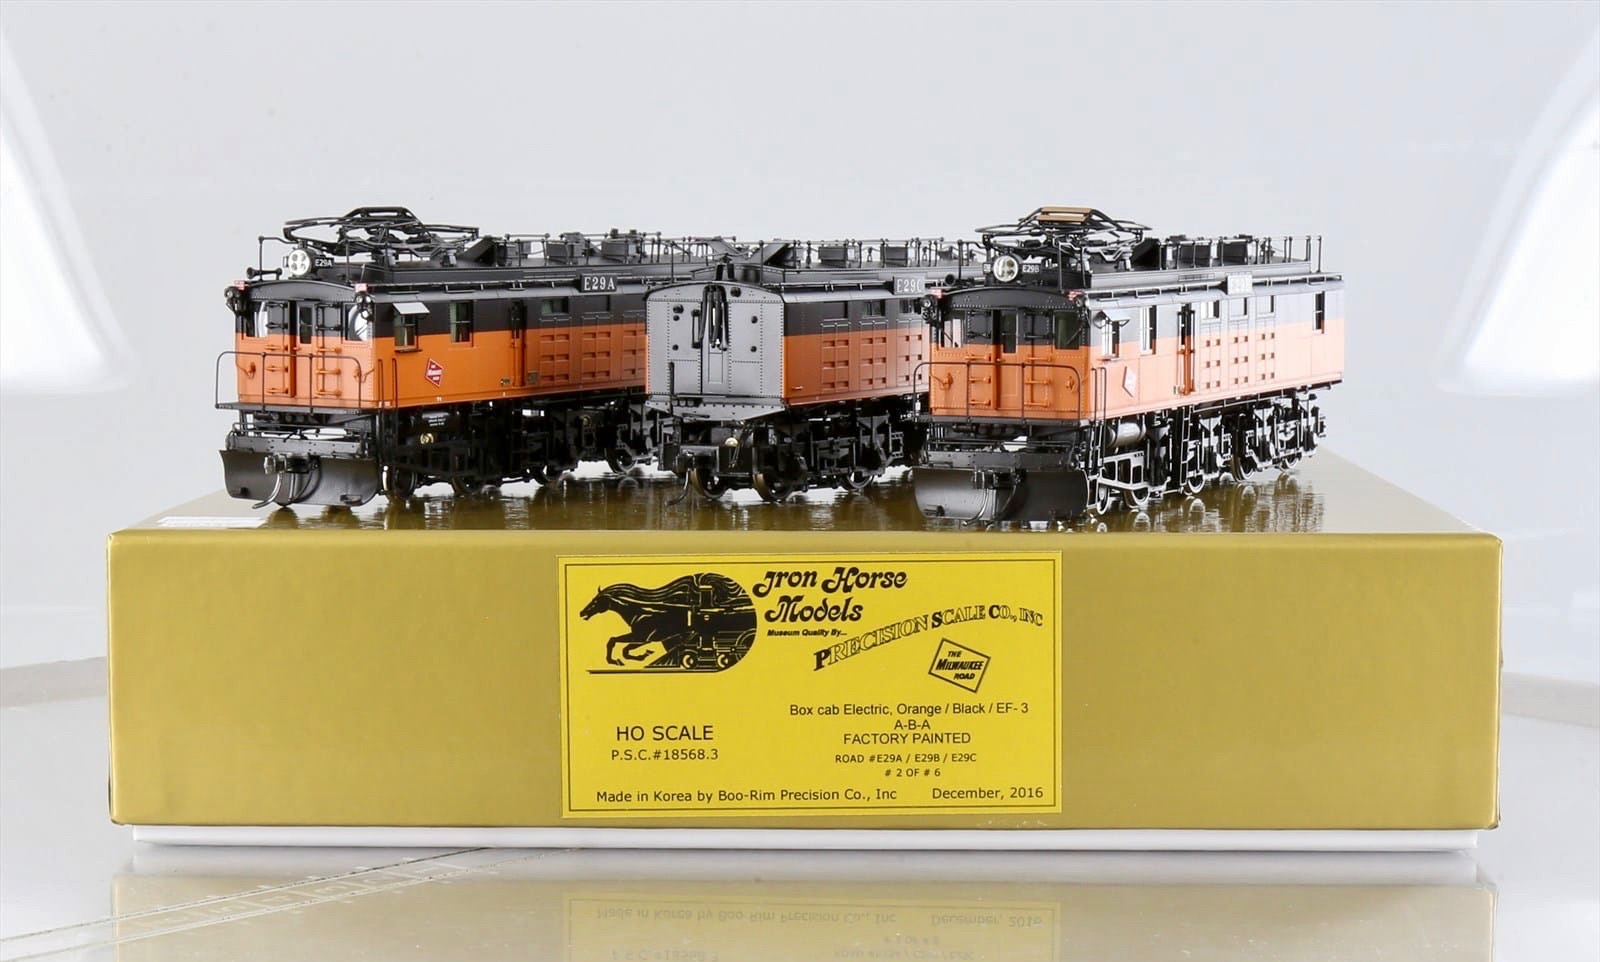 E29A
E29A
E29C
E29B
Iron Horse
Models
Museum Quality By...
PRECISION SCALE CO., INC
THE
MILWAUKEE
ROAD
Box cab Electric, Orange / Black / EF- 3
A-B-A
FACTORY PAINTED
HO SCALE
P.S.C.#18568.3
ROAD #E29A / E29B / E29C
# 2 OF # 6
Made in Korea by Boo-Rim Precision Co., Inc December, 2016